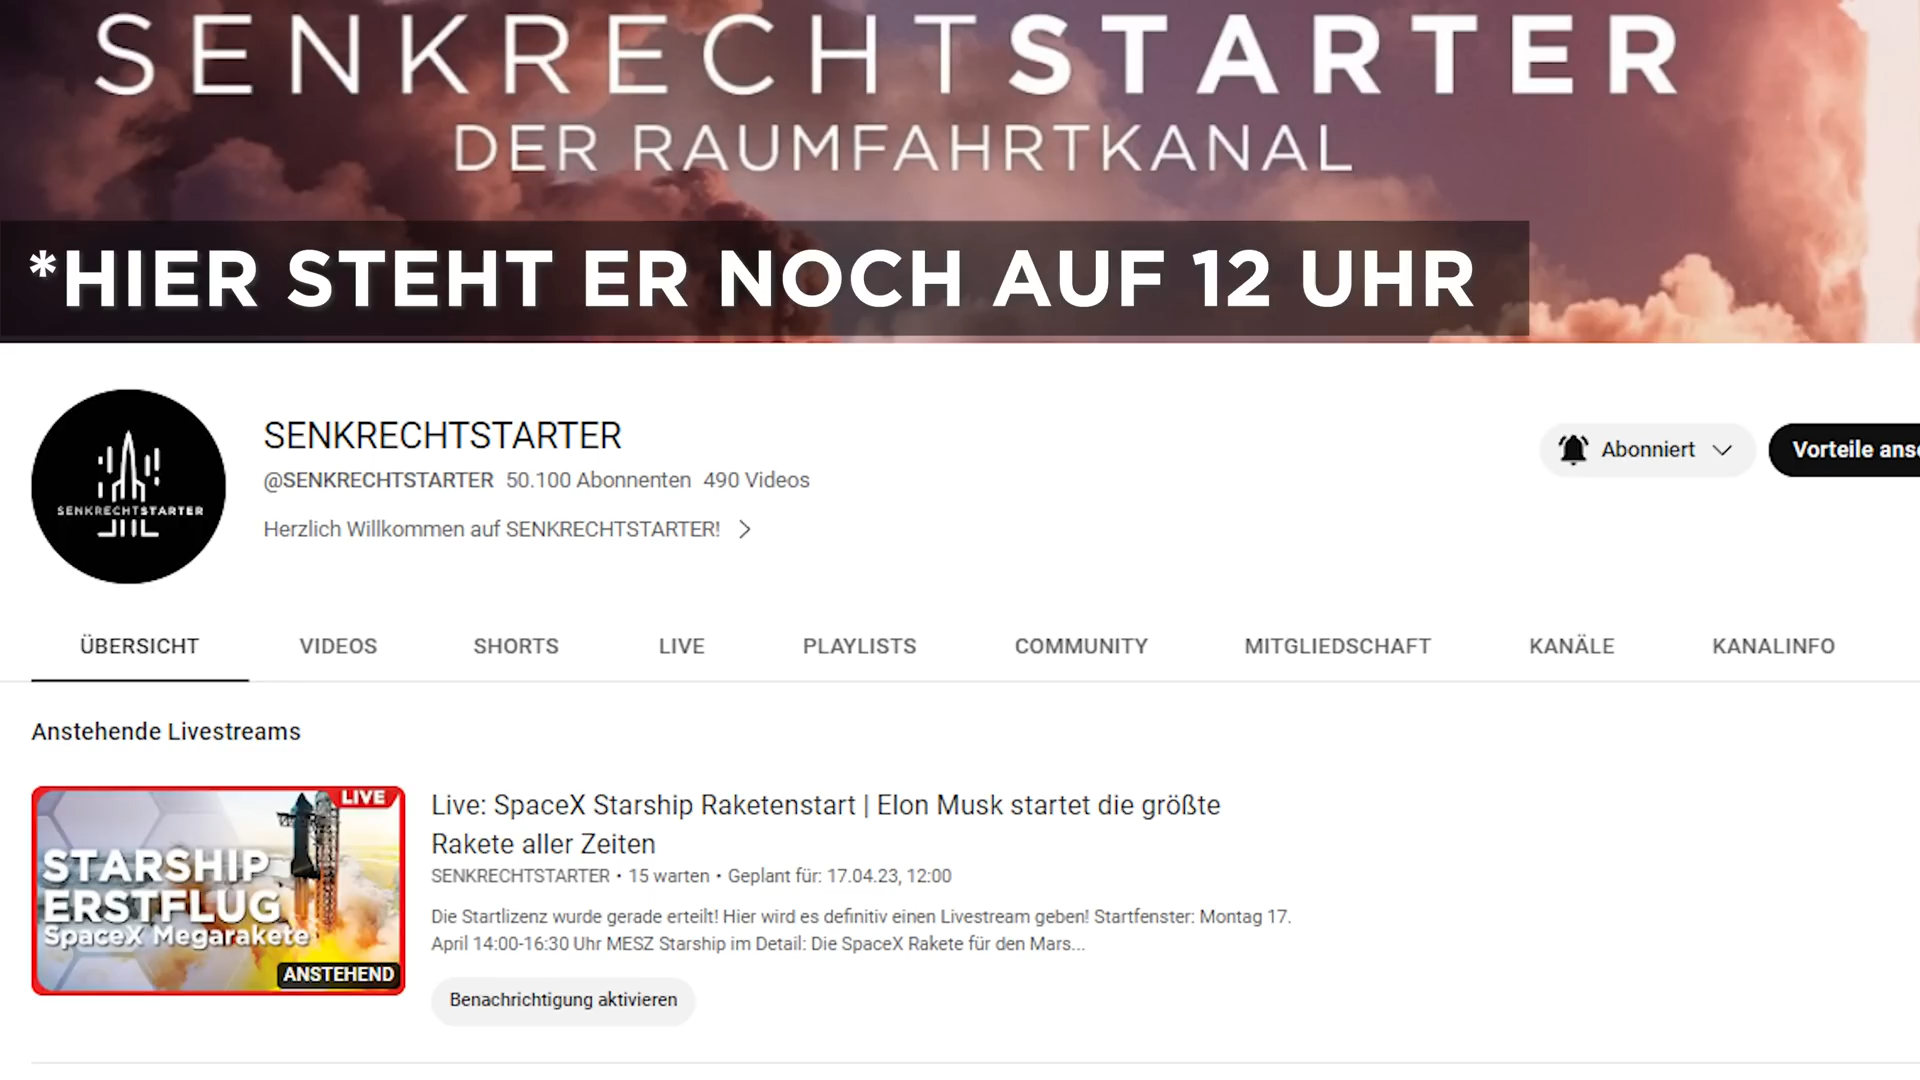 SENKRECHTSTARTER
DER RAUMFAHRTKANAL
*HIER STEHT ER NOCH AUF 12 UHR
SENKRECHTSTARTER
SENKRECHTSTARTER
@SENKRECHTSTARTER 50.100 Abonnenten 490 Videos
Herzlich Willkommen auf SENKRECHTSTARTER!
Abonniert
Vorteile
ÜBERSICHT VIDEOS SHORTS LIVE PLAYLISTS COMMUNITY MITGLIEDSCHAFT KANÄLE KANALINFO
Anstehende Livestreams
LIVE
STARSHIP
ERSTFLUG
SpaceX Megarakete
ANSTEHEND
Live: SpaceX Starship Raketenstart | Elon Musk startet die größte
Rakete aller Zeiten
SENKRECHTSTARTER • 15 warten • Geplant für: 17.04.23, 12:00
Die Startlizenz wurde gerade erteilt! Hier wird es definitiv einen Livestream geben! Startfenster: Montag 17.
April 14:00-16:30 Uhr MESZ Starship im Detail: Die SpaceX Rakete für den Mars...
Benachrichtigung aktivieren